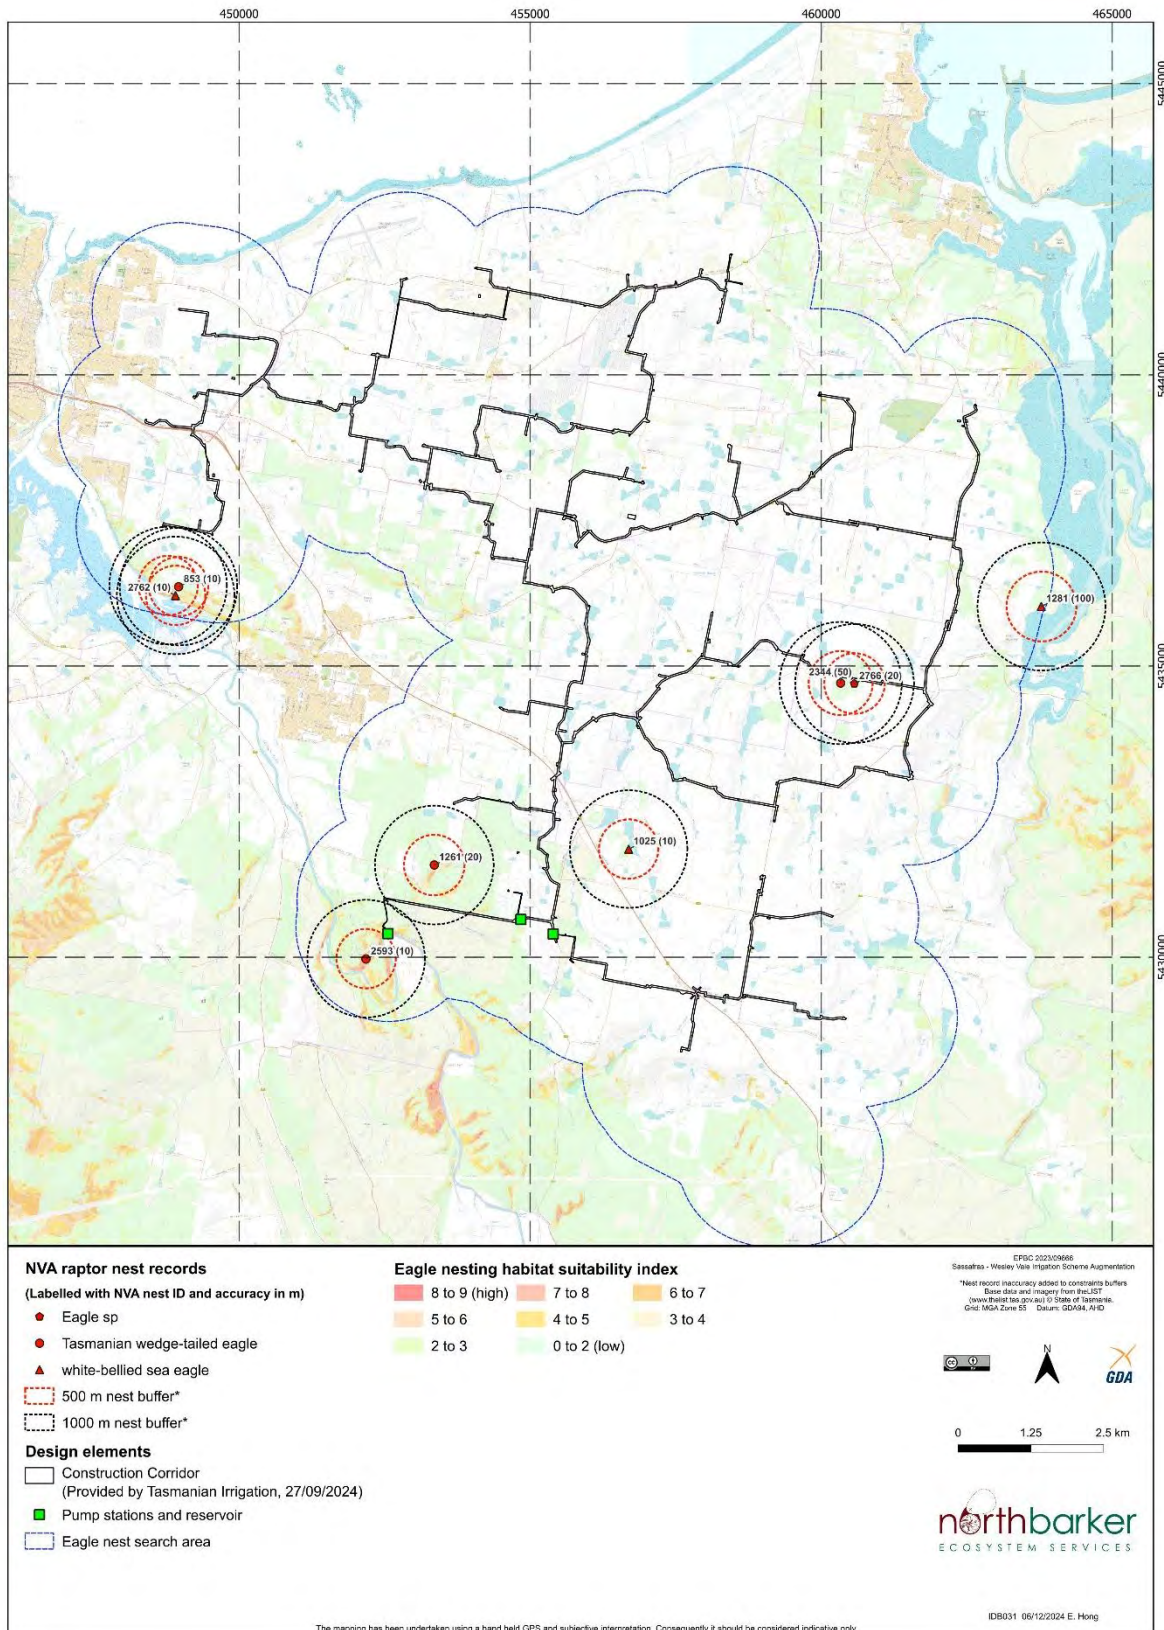 450000
455000
460000
465000
5445000
5440000
5435000
5430000
853 (10)
2762 (10)
1281 (100)
2344 (50)
2766 (20)
1025 (10)
1261 (20)
2593 (10)
NVA raptor nest records
(Labelled with NVA nest ID and accuracy in m)
Eagle sp
Tasmanian wedge-tailed eagle
white-bellied sea eagle
500 m nest buffer*
1000 m nest buffer*
Design elements
Construction Corridor
(Provided by Tasmanian Irrigation, 27/09/2024)
Pump stations and reservoir
Eagle nest search area
Eagle nesting habitat suitability index
8 to 9 (high)
7 to 8
6 to 7
5 to 6
4 to 5
3 to 4
2 to 3
0 to 2 (low)
EPBC 2023/09666
Sassafras - Wesley Vale Irrigation Scheme Augmentation
*Nest record inaccuracy added to constraints buffers
Base data and imagery from theLIST
(www.thelist.tas.gov.au) © State of Tasmania.
Grid: MGA Zone 55 Datum: GDA94, AHD
cc
BY
N
GDA
0 1.25 2.5 km
northbarker
ECOSYSTEM SERVICES
IDB031 06/12/2024 E. Hong
The mapping has been undertaken using a hand held GPS and subjective interpretation. Consequently it should be considered indicative only.